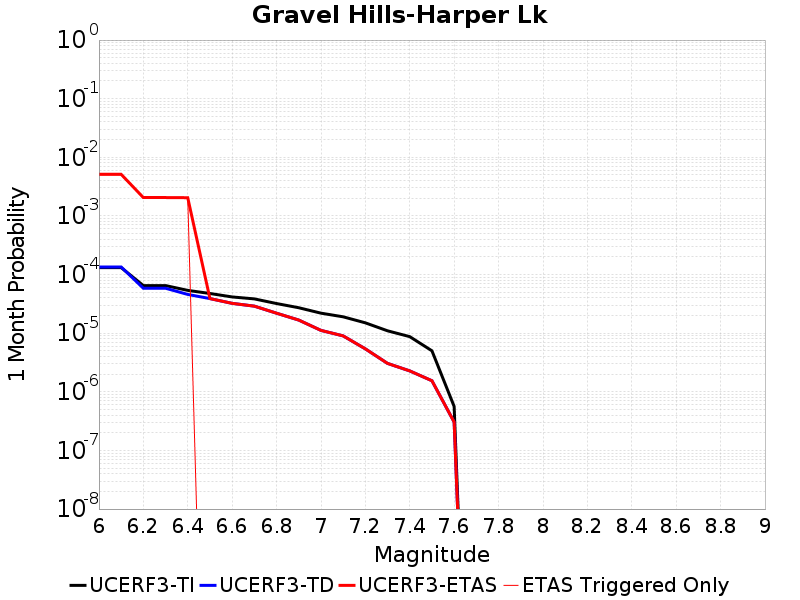 Gravel Hills-Harper Lk
1 Month Probability
10^0
10^-1
10^-2
10^-3
10^-4
10^-5
10^-6
10^-7
10^-8
6 6.2 6.4 6.6 6.8 7 7.2 7.4 7.6 7.8 8 8.2 8.4 8.6 8.8 9
Magnitude
UCERF3-TI UCERF3-TD UCERF3-ETAS ETAS Triggered Only